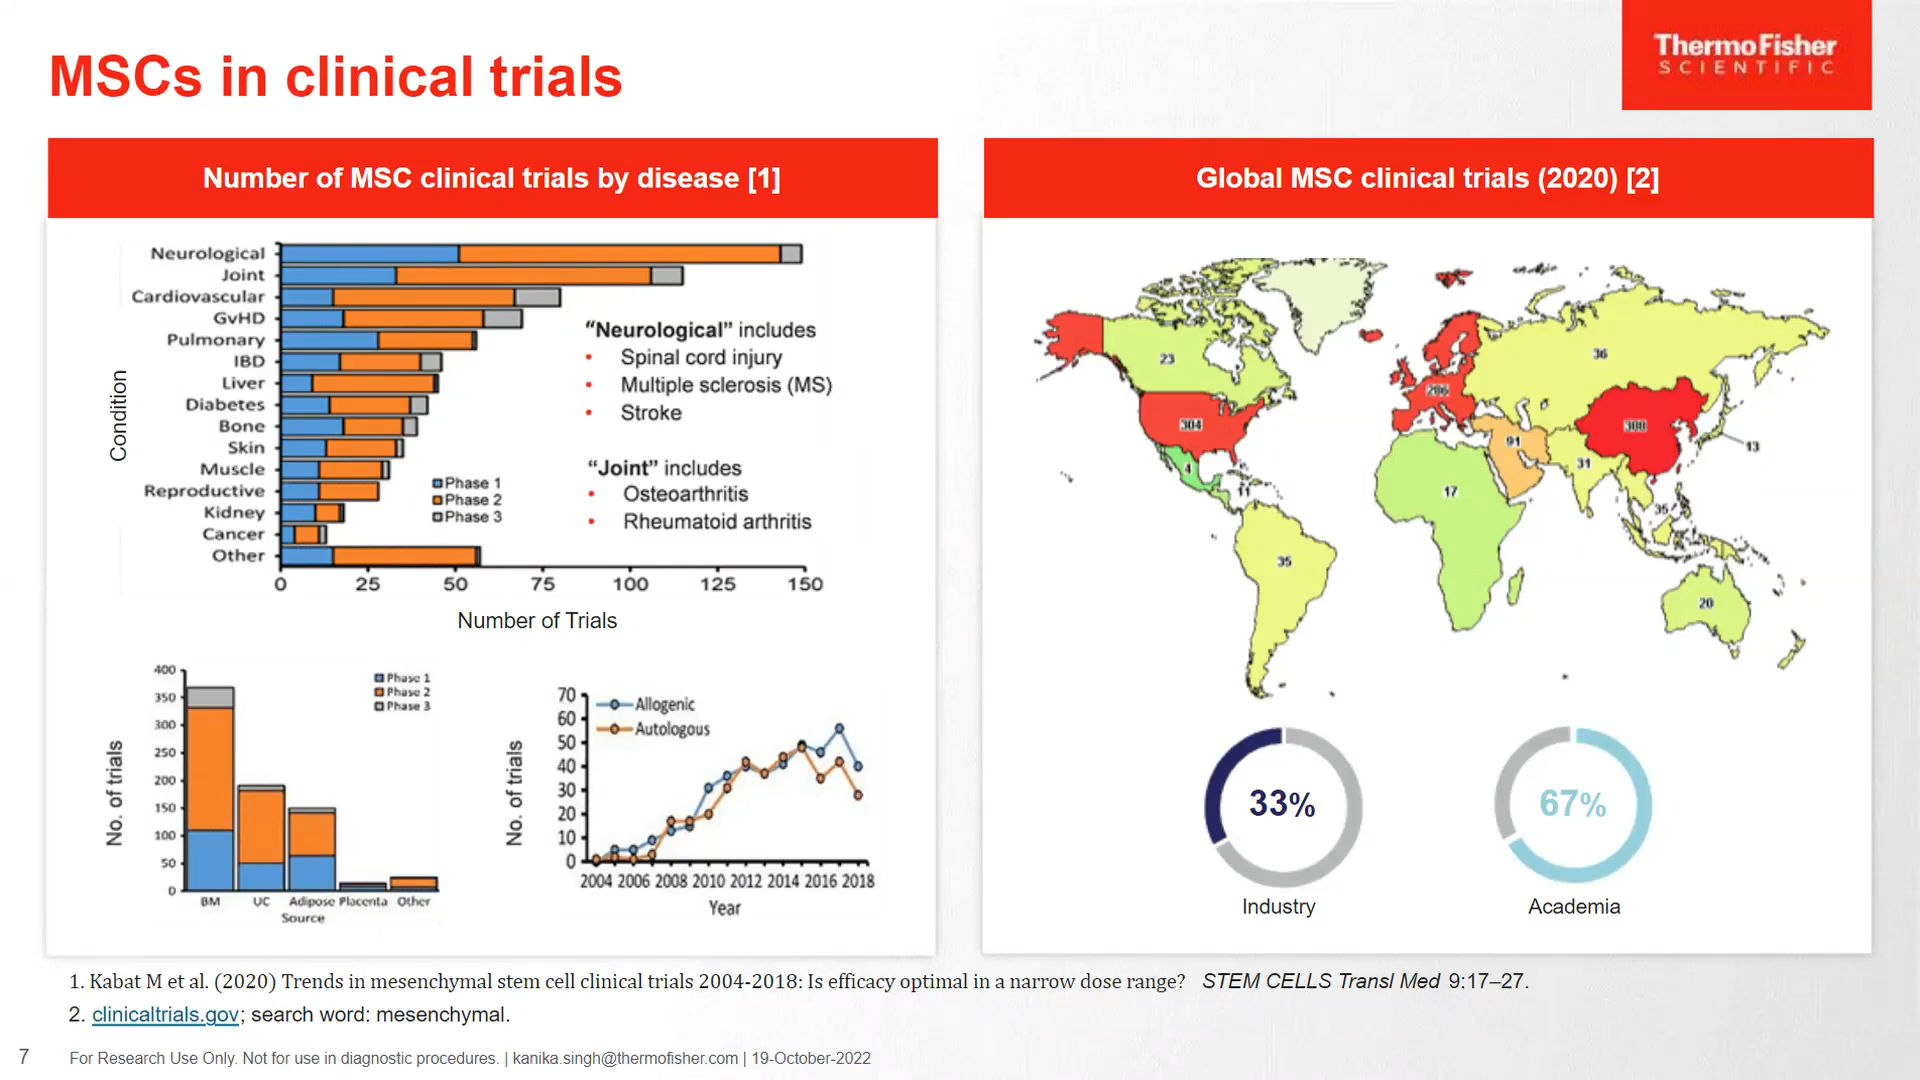 MSCs in clinical trials
ThermoFisher
SCIENTIFIC
Number of MSC clinical trials by disease [1]
Condition
Neurological
Joint
Cardiovascular
GvHD
Pulmonary
IBD
Liver
Diabetes
Bone
Skin
Muscle
Reproductive
Kidney
Cancer
Other
0 25 50 75 100 125 150
Number of Trials
Phase 1
Phase 2
Phase 3
“Neurological” includes
• Spinal cord injury
• Multiple sclerosis (MS)
• Stroke
“Joint” includes
• Osteoarthritis
• Rheumatoid arthritis
No. of trials
400
350
300
250
200
150
100
50
0
Phase 1
Phase 2
Phase 3
BM UC Adipose Placenta Other
Source
No. of trials
70
60
50
40
30
20
10
0
Allogenic
Autologous
2004 2006 2008 2010 2012 2014 2016 2018
Year
Global MSC clinical trials (2020) [2]
23
36
304
91
13
4
31
11
17
35
35
20
33%
Industry
67%
Academia
1. Kabat M et al. (2020) Trends in mesenchymal stem cell clinical trials 2004-2018: Is efficacy optimal in a narrow dose range? STEM CELLS Transl Med 9:17–27.
2. clinicaltrials.gov; search word: mesenchymal.
7 For Research Use Only. Not for use in diagnostic procedures. | kanika.singh@thermofisher.com | 19-October-2022